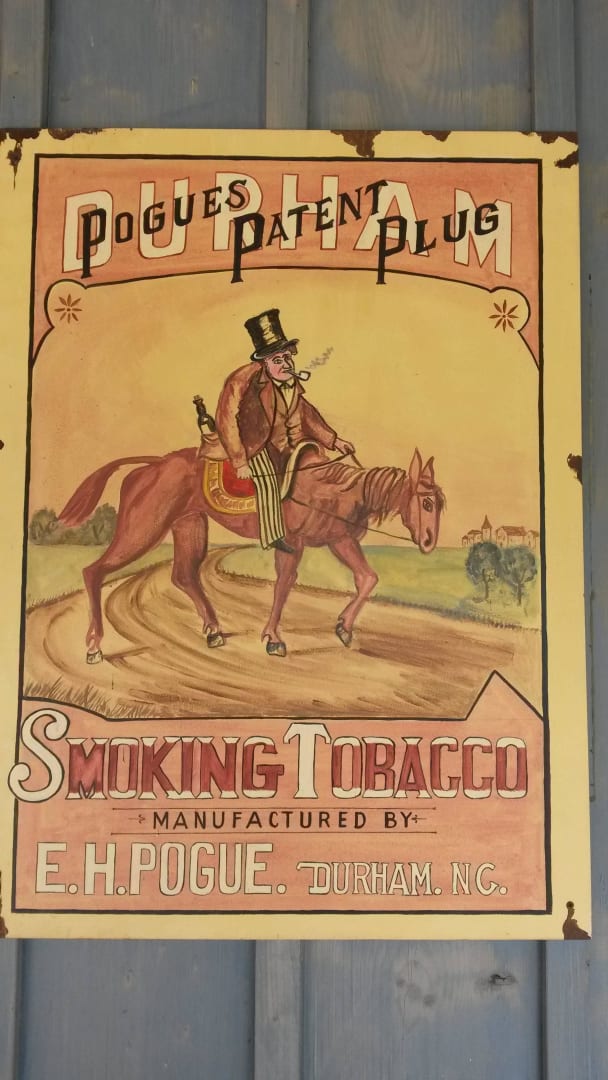 DURHAM
POGUES PATENT PLUG
SMOKING TOBACCO
MANUFACTURED BY
E.H.POGUE. DURHAM. N.C.